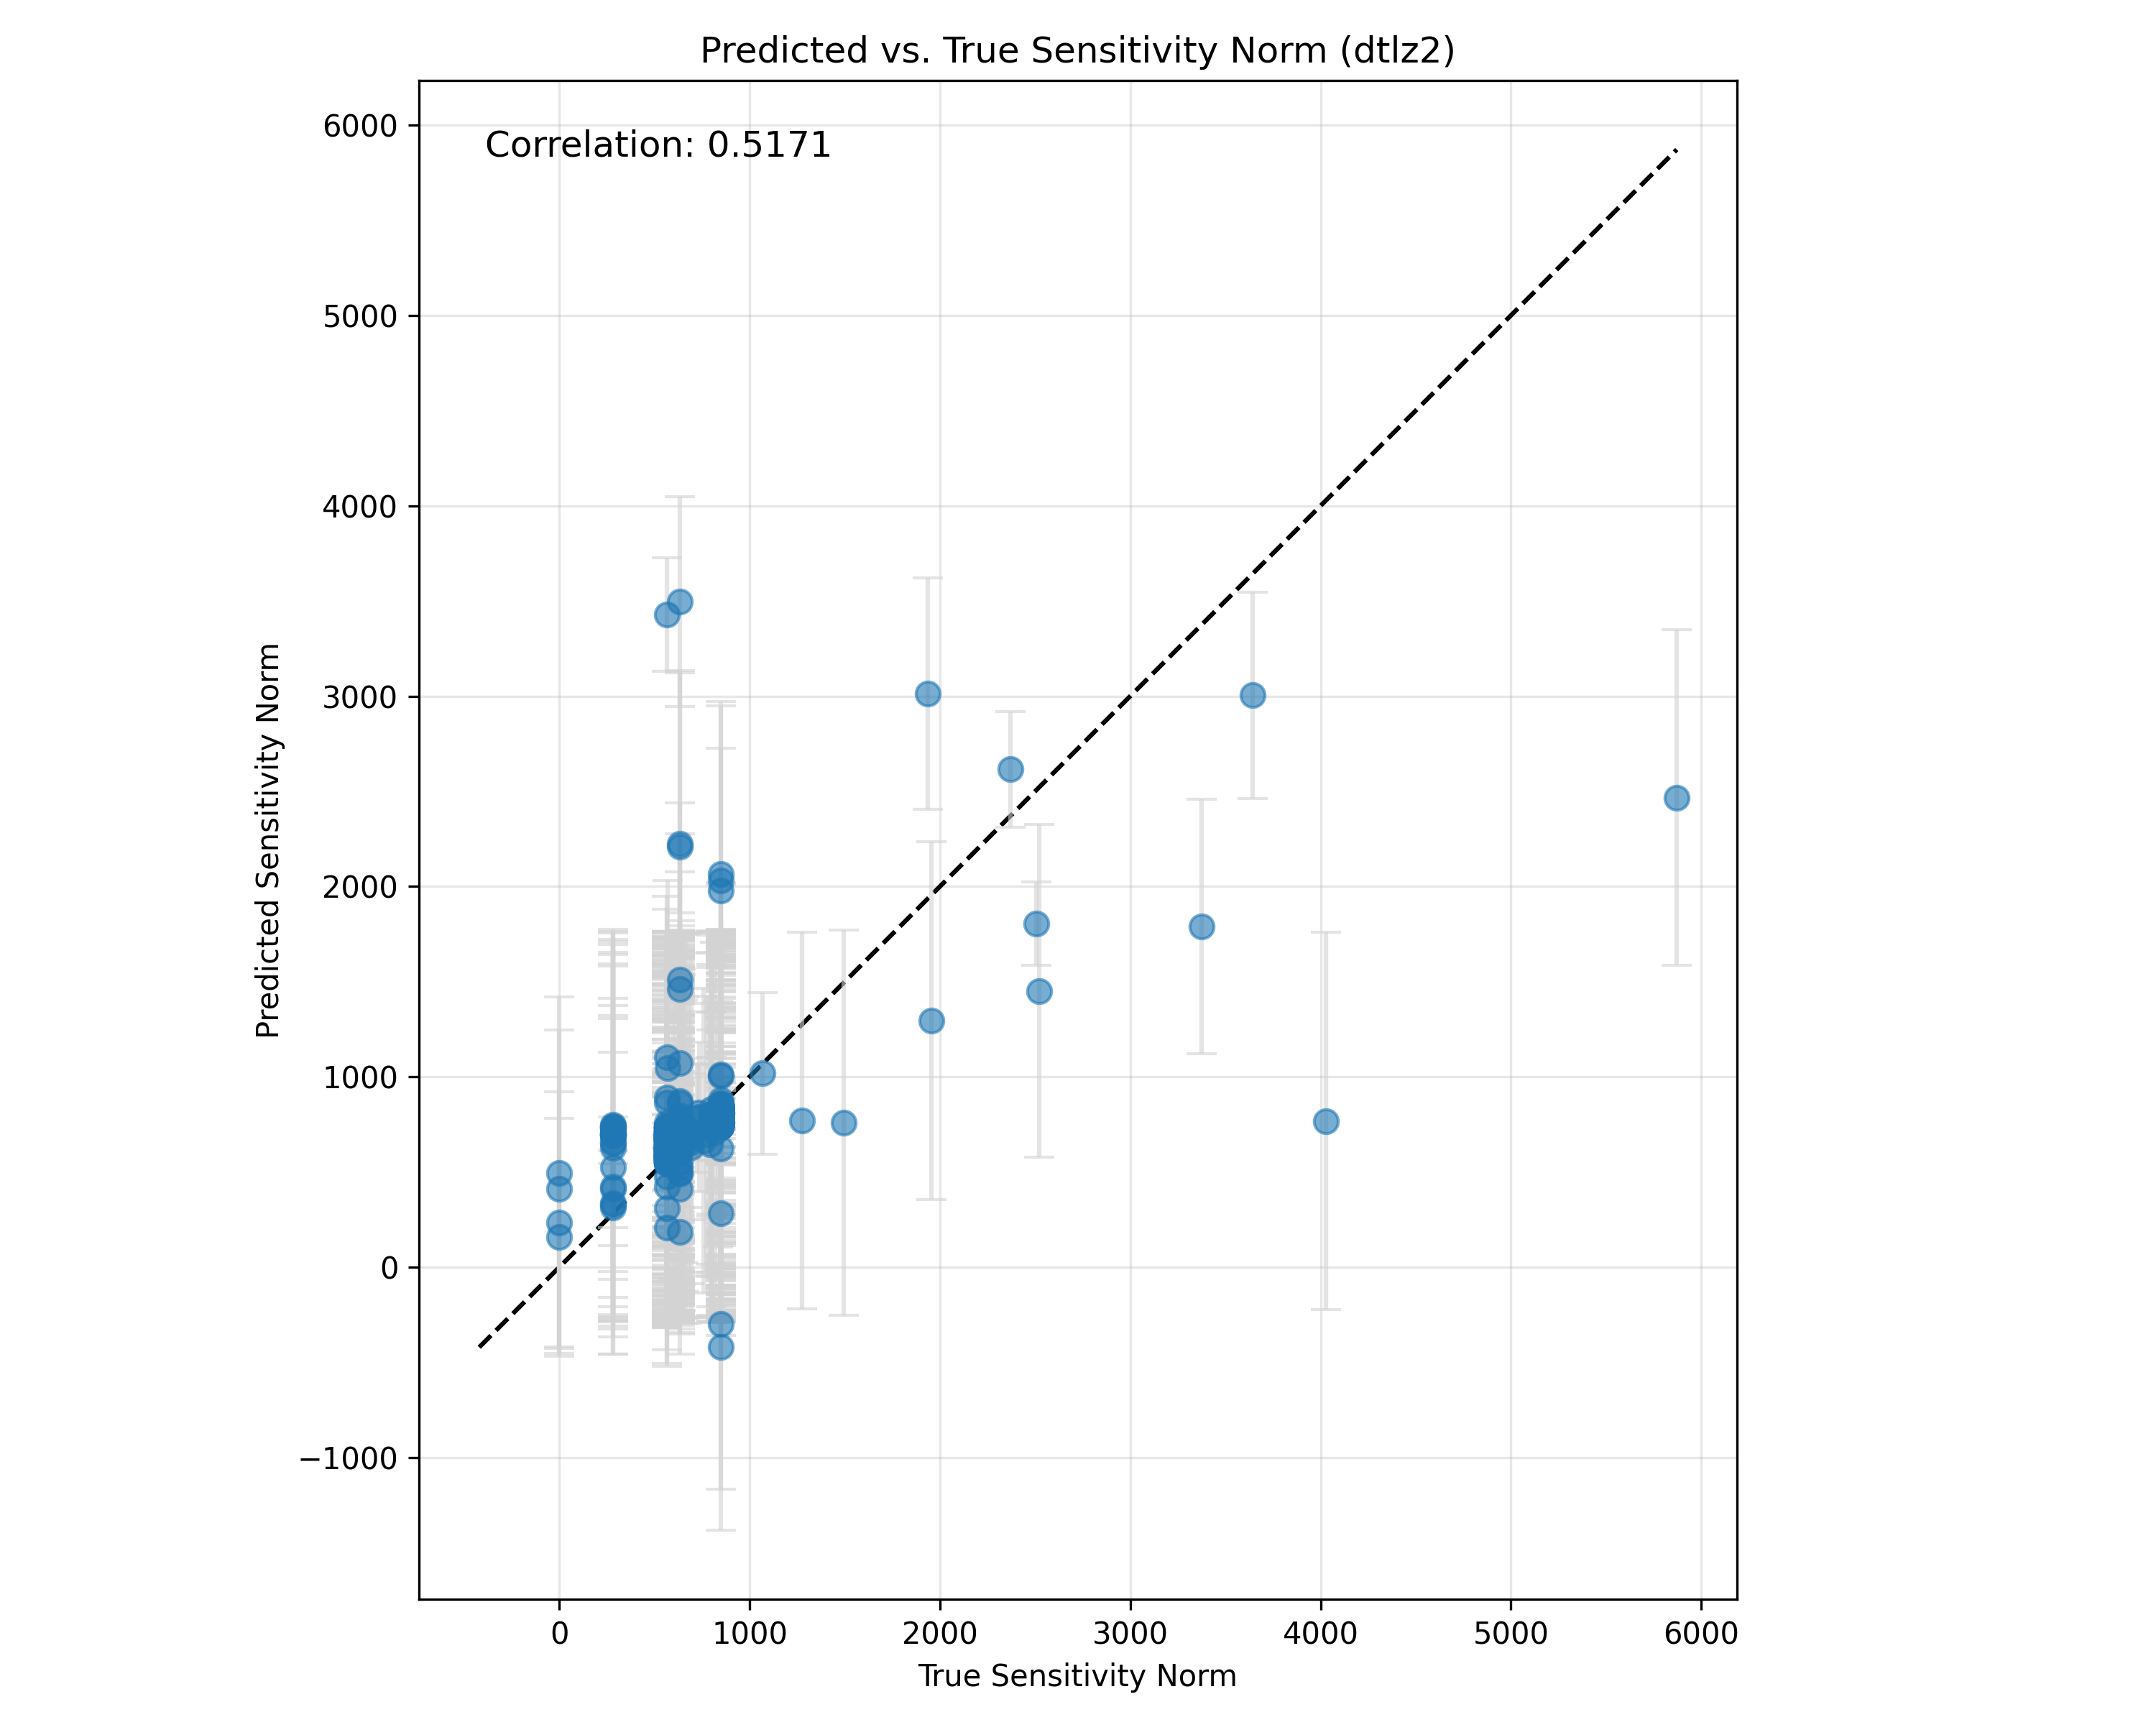 Predicted vs. True Sensitivity Norm (dtlz2)
Correlation: 0.5171
6000
5000
4000
3000
2000
1000
0
−1000
Predicted Sensitivity Norm
0 1000 2000 3000 4000 5000 6000
True Sensitivity Norm